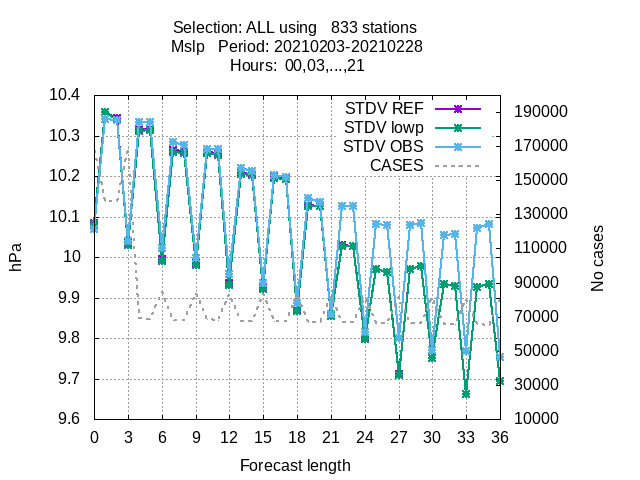 Selection: ALL using   833 stations
Mslp   Period: 20210203-20210228
Hours:  00,03,...,21
STDV REF
STDV lowp
STDV OBS
CASES
hPa
10.4
10.3
10.2
10.1
10
9.9
9.8
9.7
9.6
190000
170000
150000
130000
110000
90000
70000
50000
30000
10000
No cases
0 3 6 9 12 15 18 21 24 27 30 33 36
Forecast length